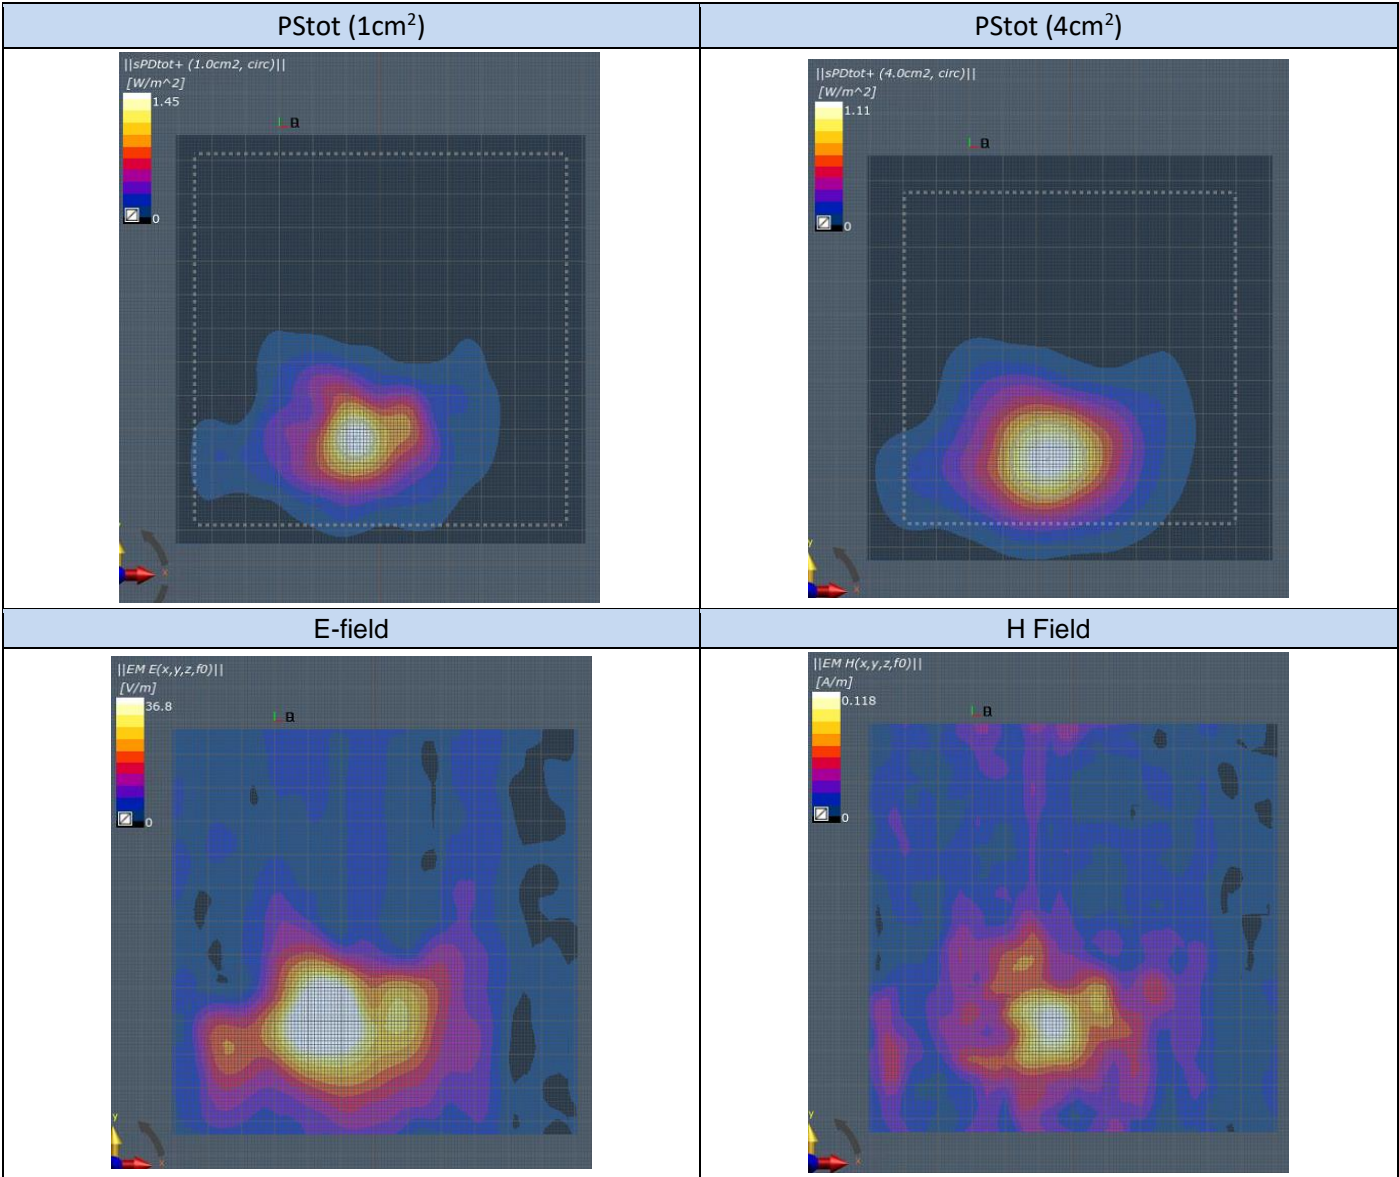 PStot (1cm²)
PStot (4cm²)
||sPDtot+ (1.0cm2, circ)||
[W/m^2]
1.45
0
||sPDtot+ (4.0cm2, circ)||
[W/m^2]
1.11
0
E-field
H Field
||EM E(x,y,z,f0)||
[V/m]
36.8
0
y
x
||EM H(x,y,z,f0)||
[A/m]
0.118
0
y
x